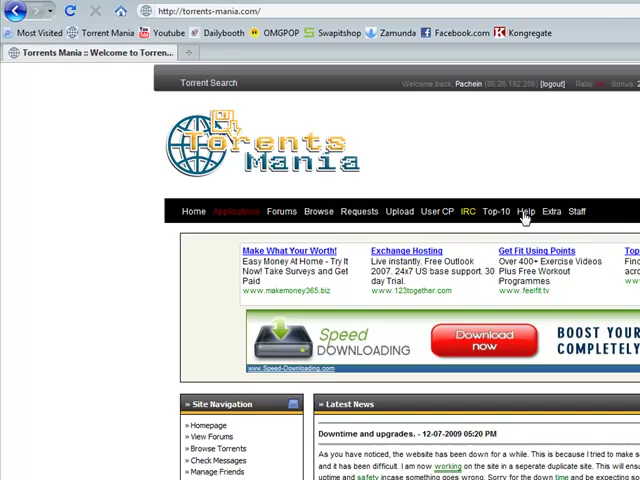 http://torrents-mania.com/
Most Visited Torrent Mania Youtube Dailybooth OMGPOP Swapitshop Zamunda Facebook.com Kongregate
Torrents Mania :: Welcome to Torren...
Torrent Search
Welcome back, Pachein (86.26.192.206) [logout] Ratio: Bonus:
Torents
Mania
Home Applications Forums Browse Requests Upload User CP IRC Top-10 Help Extra Staff
Make What Your Worth!
Easy Money At Home - Try It
Now! Take Surveys and Get
Paid
www.makemoney365.biz
Exchange Hosting
Live instantly. Free Outlook
2007. 24x7 US base support. 30
day Trial.
www.123together.com
Get Fit Using Points
Over 400+ Exercise Videos
Plus Free Workout
Programmes
www.feelfit.tv
Speed
DOWNLOADING
Download
now
BOOST YOUR
COMPLETELY
www.Speed-Downloading.com
» Site Navigation
» Homepage
» View Forums
» Browse Torrents
» Check Messages
» Manage Friends
» Latest News
Downtime and upgrades. - 12-07-2009 05:20 PM
As you have noticed, the website has been down for a while. This is because I tried to make s
and it has been difficult. I am now working on the site in a seperate duplicate site. This will ens
uptime and safety incase something goes wrong. Sorry for the down time and be expecting so